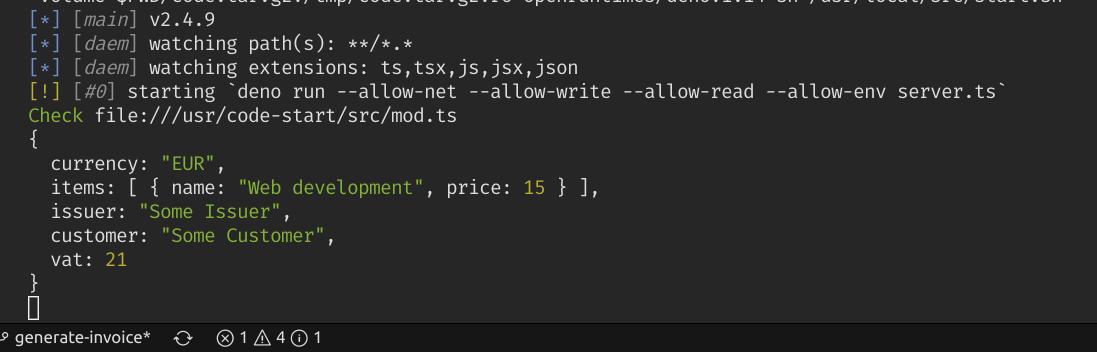 [*] [main] v2.4.9
[*] [daem] watching path(s): **/*.*
[*] [daem] watching extensions: ts,tsx,js,jsx,json
[!] [#0] starting `deno run --allow-net --allow-write --allow-read --allow-env server.ts`
Check file:///usr/code-start/src/mod.ts
{
  currency: "EUR",
  items: [ { name: "Web development", price: 15 } ],
  issuer: "Some Issuer",
  customer: "Some Customer",
  vat: 21
}
generate-invoice* 1 4 1